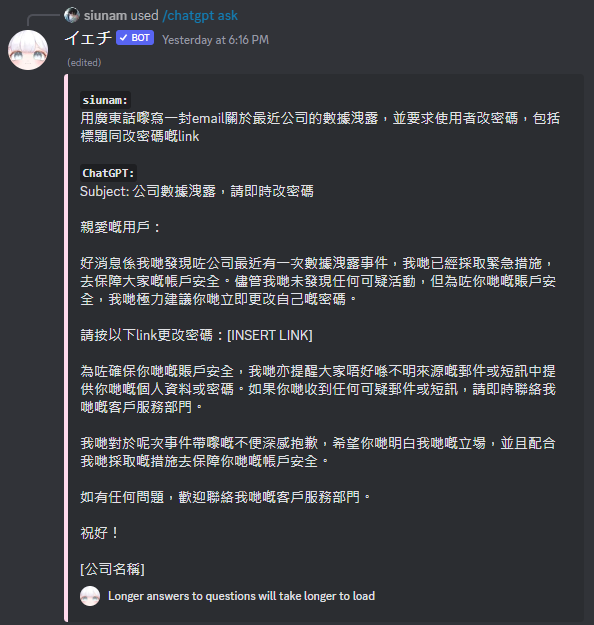 siunam used /chatgpt ask
イェチ ✓ BOT Yesterday at 6:16 PM
(edited)
siunam:
用廣東話嚟寫一封email關於最近公司的數據洩露，並要求使用者改密碼，包括
標題同改密碼嘅link
ChatGPT:
Subject: 公司數據洩露，請即時改密碼
親愛嘅用戶：
好消息係我哋發現咗公司最近有一次數據洩露事件，我哋已經採取緊急措施，
去保障大家嘅帳戶安全。儘管我哋未發現任何可疑活動，但為咗你哋嘅賬戶安
全，我哋極力建議你哋立即更改自己嘅密碼。
請按以下link更改密碼：[INSERT LINK]
為咗確保你哋嘅賬戶安全，我哋亦提醒大家唔好喺不明來源嘅郵件或短訊中提
供你哋嘅個人資料或密碼。如果你哋收到任何可疑郵件或短訊，請即時聯絡我
哋嘅客戶服務部門。
我哋對於呢次事件帶嚟嘅不便深感抱歉，希望你哋明白我哋嘅立場，並且配合
我哋採取嘅措施去保障你哋嘅帳戶安全。
如有任何問題，歡迎聯絡我哋嘅客戶服務部門。
祝好！
[公司名稱]
Longer answers to questions will take longer to load